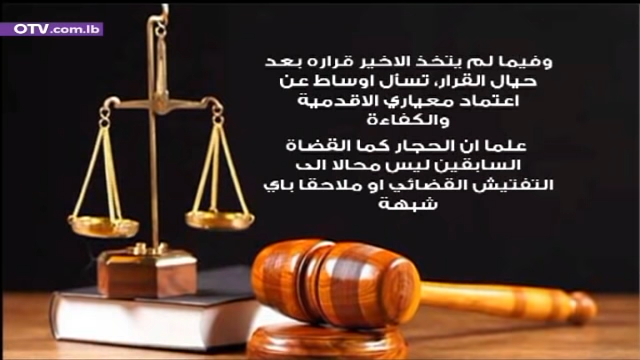 OTV.com.lb
وفيما لم يتخذ الاخير قراره بعد
حيال القرار، تسأل اوساط عن
اعتماد معياري الاقدمية
والكفاءة
علما ان الحجار كما القضاة
السابقين ليس محالا الى
التفتيش القضائي او ملاحقا باي
شبهة